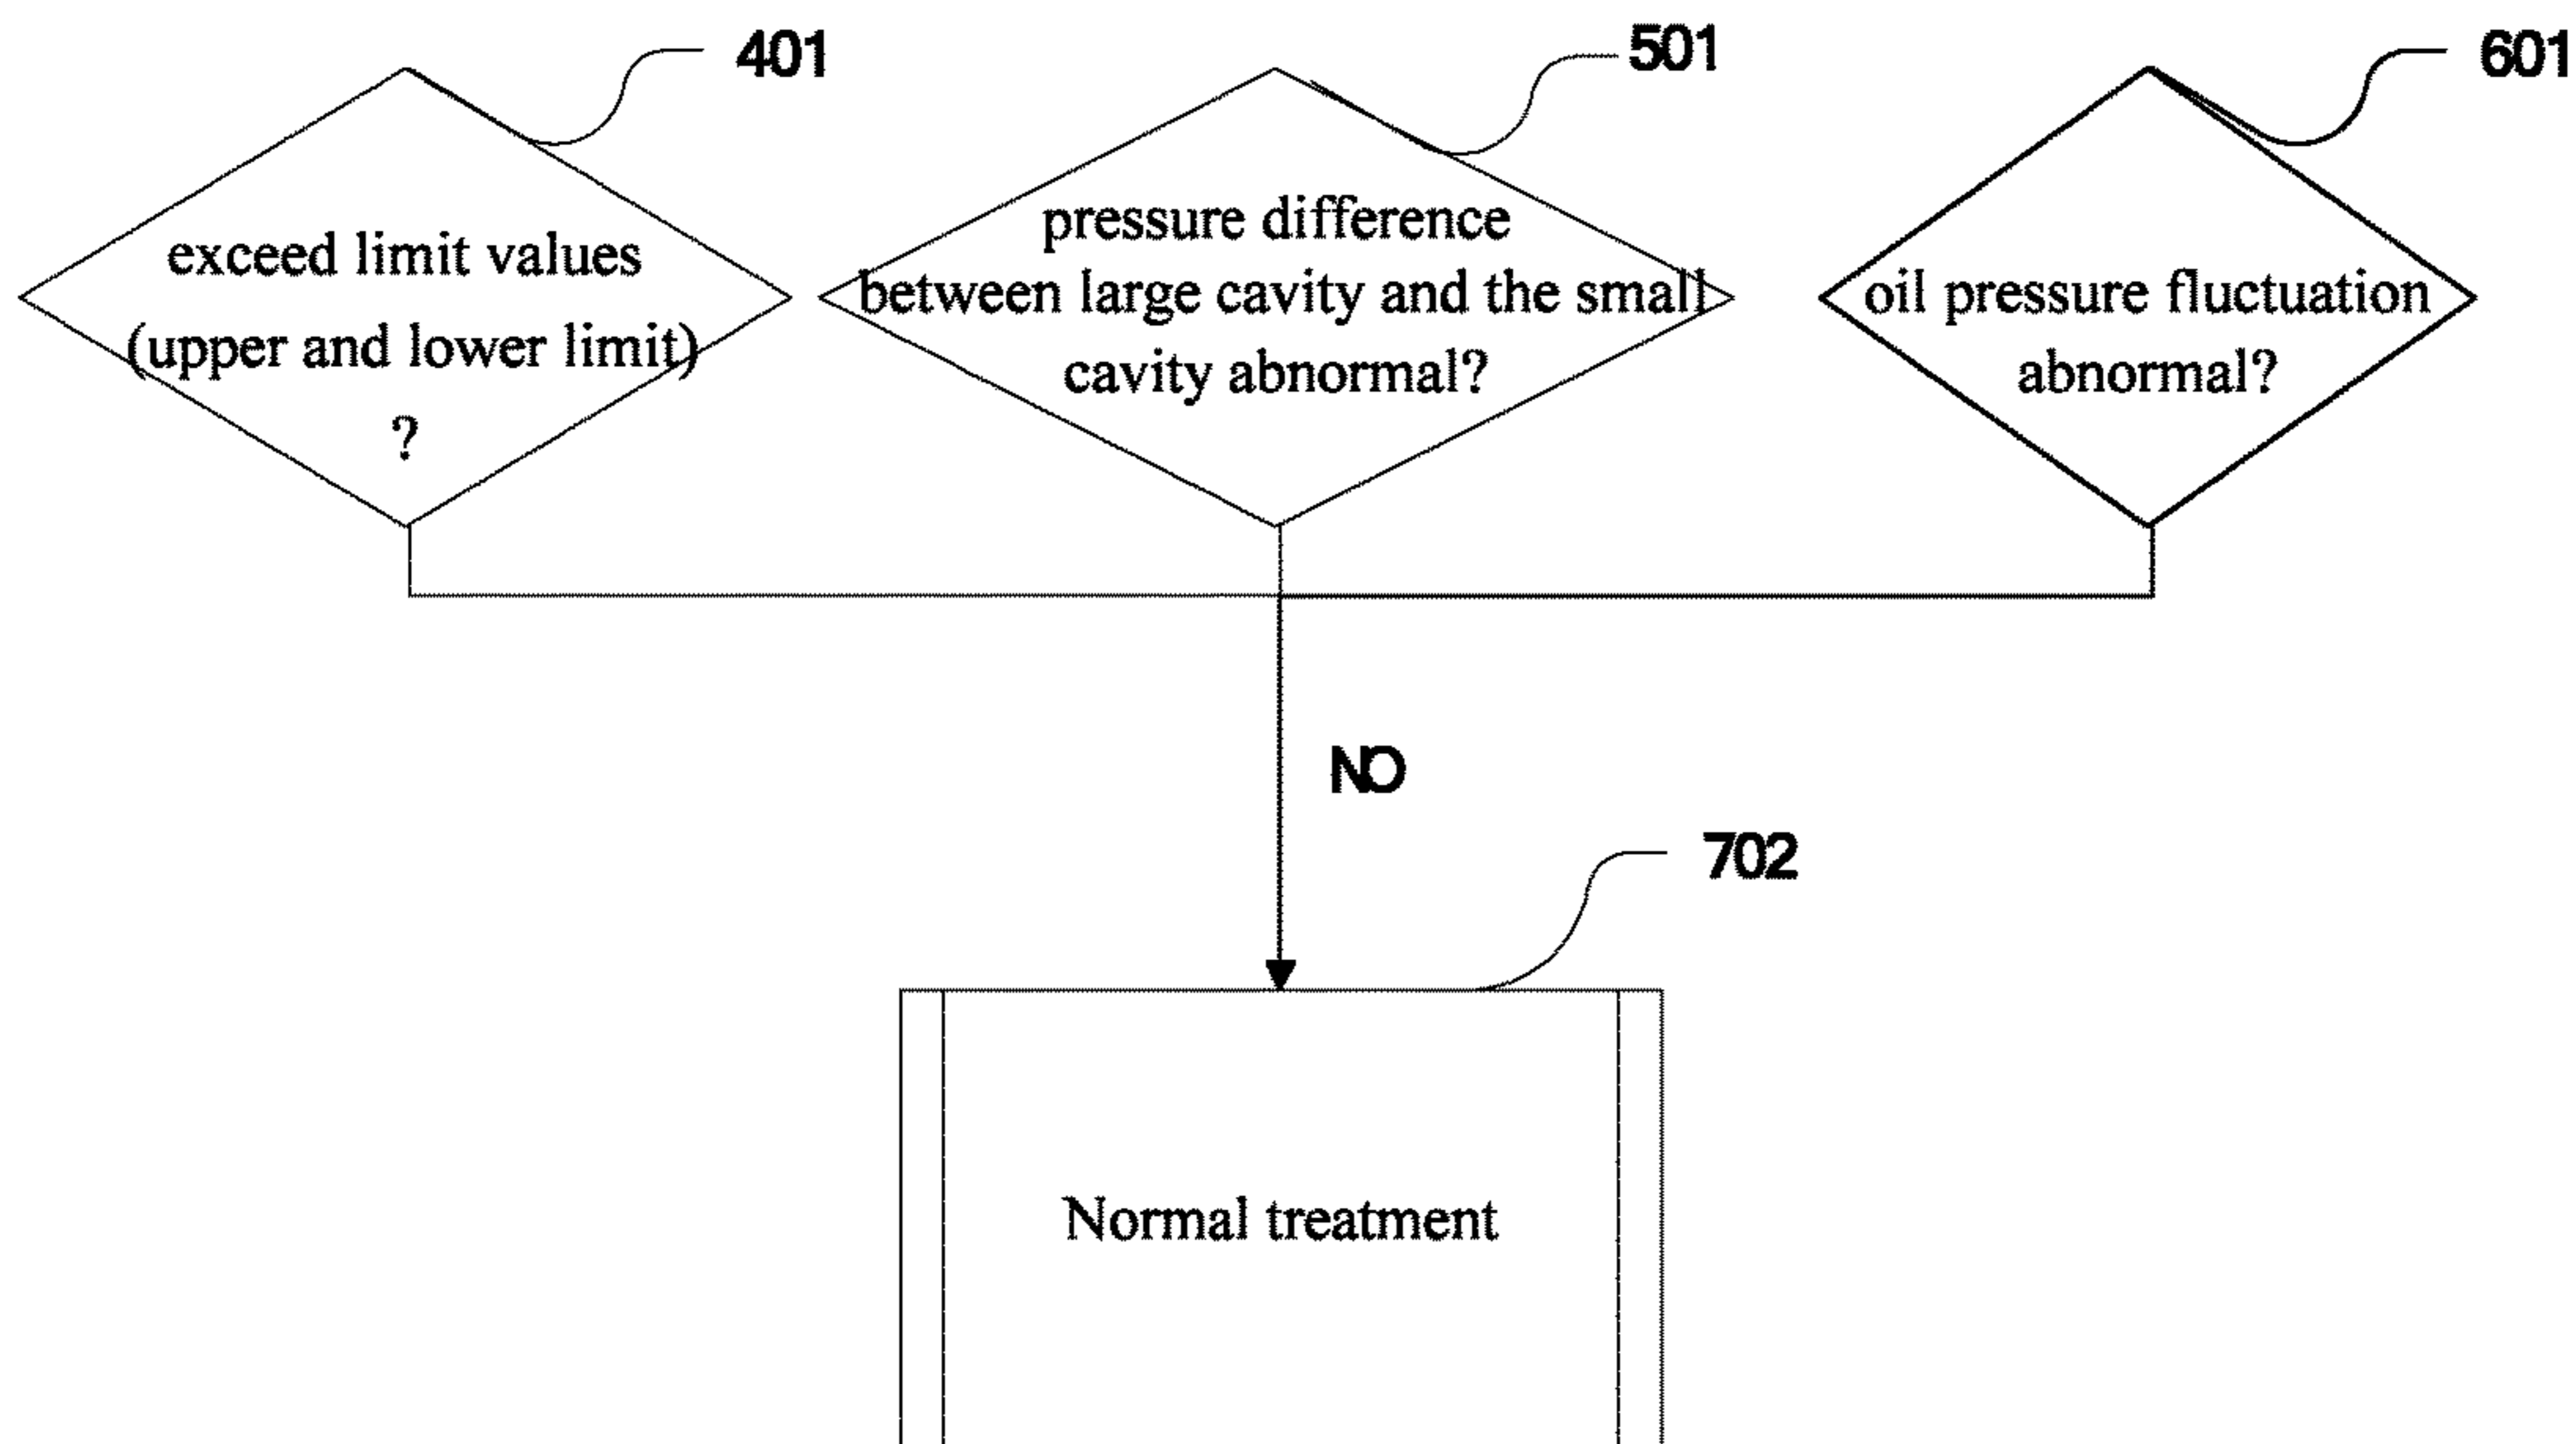 401
501
601
exceed limit values
(upper and lower limit)
?
pressure difference
between large cavity and the small
cavity abnormal?
oil pressure fluctuation
abnormal?
NO
702
Normal treatment